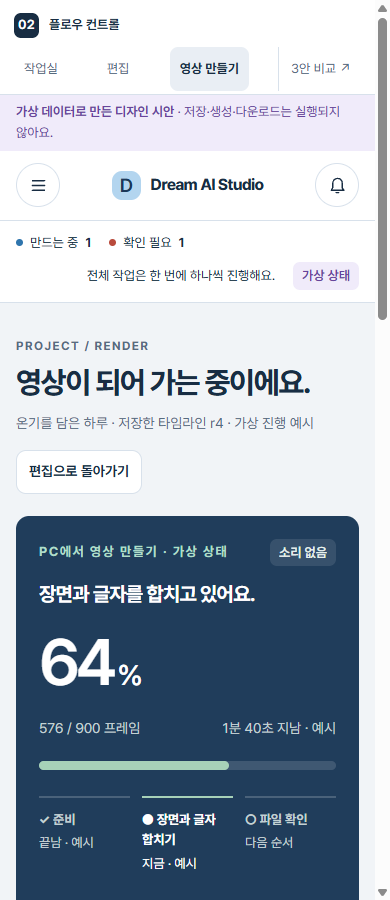 02 플로우 컨트롤
작업실 편집 영상 만들기 3안 비교 ↗
가상 데이터로 만든 디자인 시안 · 저장·생성·다운로드는 실행되지
않아요.
D Dream AI Studio
만드는 중 1 확인 필요 1
전체 작업은 한 번에 하나씩 진행해요. 가상 상태
PROJECT / RENDER
영상이 되어 가는 중이에요.
온기를 담은 하루 · 저장한 타임라인 r4 · 가상 진행 예시
편집으로 돌아가기
PC에서 영상 만들기 · 가상 상태 소리 없음
장면과 글자를 합치고 있어요.
64%
576 / 900 프레임 1분 40초 지남 · 예시
✓ 준비 ● 장면과 글자 ○ 파일 확인
합치기
끝남 · 예시 지금 · 예시 다음 순서